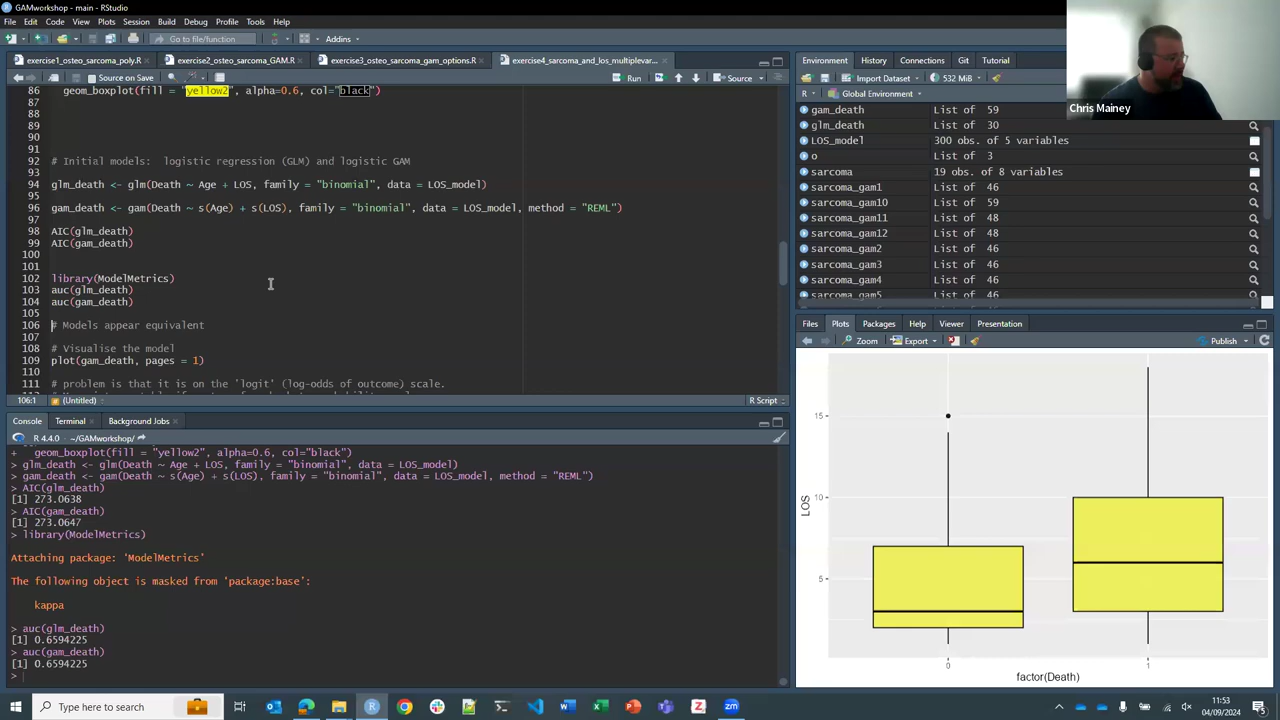 GAMworkshop - main - RStudio
File Edit Code View Plots Session Build Debug Profile Tools Help
Go to file/function Addins
exercise1_osteo_sarcoma_poly.R exercise2_osteo_sarcoma_GAM.R exercise3_osteo_sarcoma_gam_options.R exercise4_sarcoma_and_los_multiplevar...
Source on Save Run Source
86 geom_boxplot(fill = "yellow2", alpha=0.6, col="black")
87
88
89
90
91
92 # Initial models: logistic regression (GLM) and logistic GAM
93
94 glm_death <- glm(Death ~ Age + LOS, family = "binomial", data = LOS_model)
95
96 gam_death <- gam(Death ~ s(Age) + s(LOS), family = "binomial", data = LOS_model, method = "REML")
97
98 AIC(glm_death)
99 AIC(gam_death)
100
101
102 library(ModelMetrics)
103 auc(glm_death)
104 auc(gam_death)
105
106 # Models appear equivalent
107
108 # Visualise the model
109 plot(gam_death, pages = 1)
110
111 # problem is that it is on the 'logit' (log-odds of outcome) scale.
106:1 (Untitled) R Script
Console Terminal Background Jobs
R 4.4.0 · ~/GAMworkshop/
+ geom_boxplot(fill = "yellow2", alpha=0.6, col="black")
> glm_death <- glm(Death ~ Age + LOS, family = "binomial", data = LOS_model)
> gam_death <- gam(Death ~ s(Age) + s(LOS), family = "binomial", data = LOS_model, method = "REML")
> AIC(glm_death)
[1] 273.0638
> AIC(gam_death)
[1] 273.0647
> library(ModelMetrics)
Attaching package: 'ModelMetrics'
The following object is masked from 'package:base':
kappa
> auc(glm_death)
[1] 0.6594225
> auc(gam_death)
[1] 0.6594225
>
Environment History Connections Git Tutorial
Import Dataset 532 MiB
R Global Environment
gam_death List of 59
glm_death List of 30
LOS_model 300 obs. of 5 variables
o List of 3
sarcoma 19 obs. of 8 variables
sarcoma_gam1 List of 46
sarcoma_gam10 List of 59
sarcoma_gam11 List of 48
sarcoma_gam12 List of 48
sarcoma_gam2 List of 46
sarcoma_gam3 List of 46
sarcoma_gam4 List of 46
sarcoma_gam5 List of 46
Files Plots Packages Help Viewer Presentation
Zoom Export Publish
15
10
5
LOS
0 1
factor(Death)
Chris Mainey
Type here to search
11:53
04/09/2024